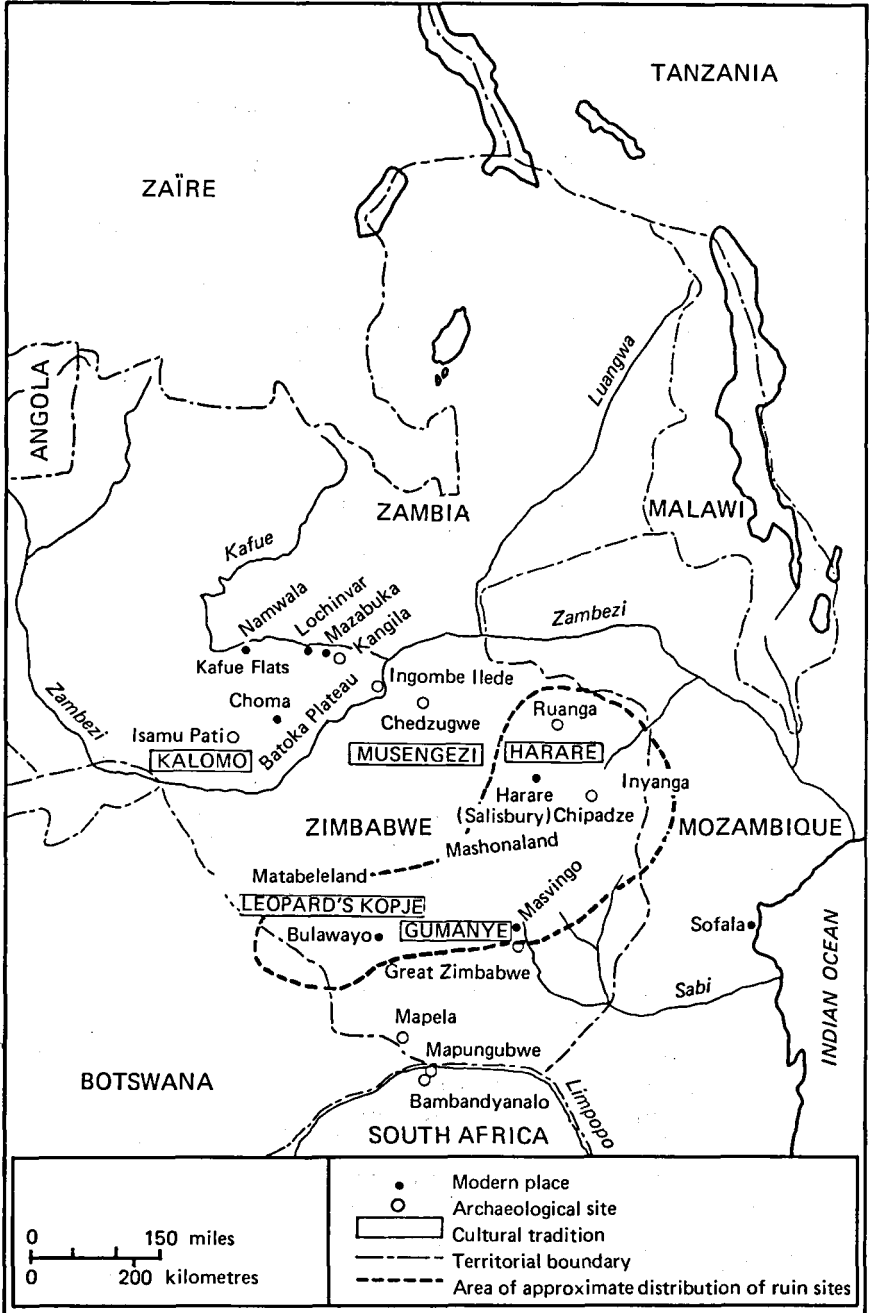 TANZANIA
ZAÏRE
ANGOLA
Luangwa
ZAMBIA
MALAWI
Kafue
Namwala
Lochinvar
Mazabuka
Kangila
Zambezi
Kafue Flats
Ingombe Ilede
Choma
Batoka Plateau
Chedzugwe
Ruanga
Zambezi
Isamu Pati
KALOMO
MUSENGEZI
HARARE
Inyanga
Harare
(Salisbury)
Chipadze
ZIMBABWE
MOZAMBIQUE
Mashonaland
Matabeleland
LEOPARD'S KOPJE
Masvingo
GUMANYE
Bulawayo
Sofala
Great Zimbabwe
Sabi
INDIAN OCEAN
Mapela
Mapungubwe
BOTSWANA
Bambandyanalo
Limpopo
SOUTH AFRICA
0 150 miles
0 200 kilometres
Modern place
Archaeological site
Cultural tradition
Territorial boundary
Area of approximate distribution of ruin sites